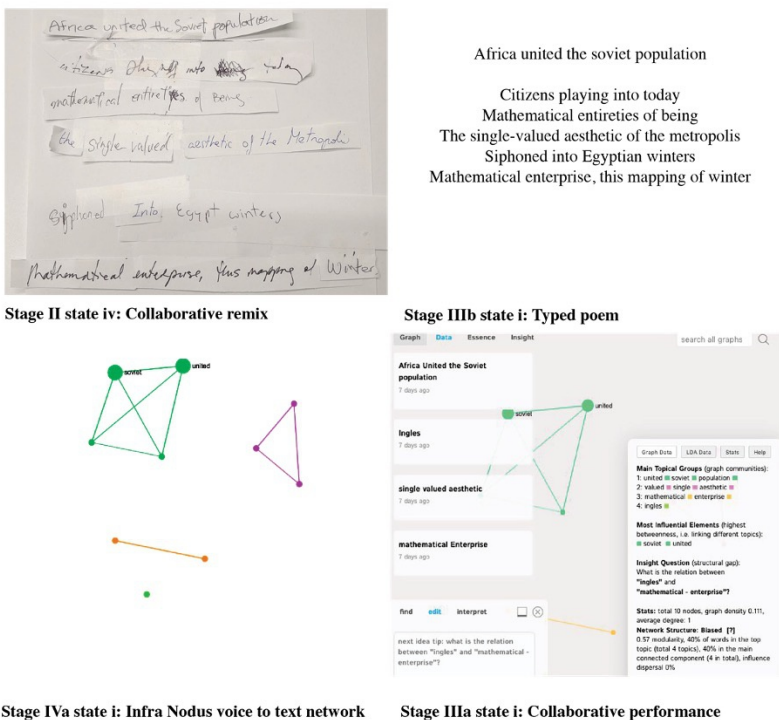 Africa united the Soviet population
citizens playing into today
mathematical entiretyes of Being
the single valued aesthetic of the Metropole
Siphoned Into Egypt winters
Mathematical enterprise, this mapping of Winter
Stage II state iv: Collaborative remix
Africa united the soviet population
Citizens playing into today
Mathematical entireties of being
The single-valued aesthetic of the metropolis
Siphoned into Egyptian winters
Mathematical enterprise, this mapping of winter
Stage IIIb state i: Typed poem
soviet
united
Stage IVa state i: Infra Nodus voice to text network
Graph Data Essence Insight
search all graphs
Africa United the Soviet
population
7 days ago
Ingles
7 days ago
single valued aesthetic
7 days ago
mathematical Enterprise
7 days ago
soviet
united
find edit interpret
next idea tip: what is the relation
between "ingles" and "mathematical -
enterprise"?
Graph Data LDA Data Stats Help
Main Topical Groups (graph communities):
1: united soviet population
2: valued single aesthetic
3: mathematical enterprise
4: ingles
Most Influential Elements (highest
betweenness, i.e. linking different topics):
soviet united
Insight Question (structural gap):
What is the relation between
"ingles" and
"mathematical - enterprise"?
Stats: total 10 nodes, graph density 0.111,
average degree: 1
Network Structure: Biased [?]
0.57 modularity, 40% of words in the top
topic (total 4 topics), 40% in the main
connected component (4 in total), influence
dispersal 0%
Stage IIIa state i: Collaborative performance